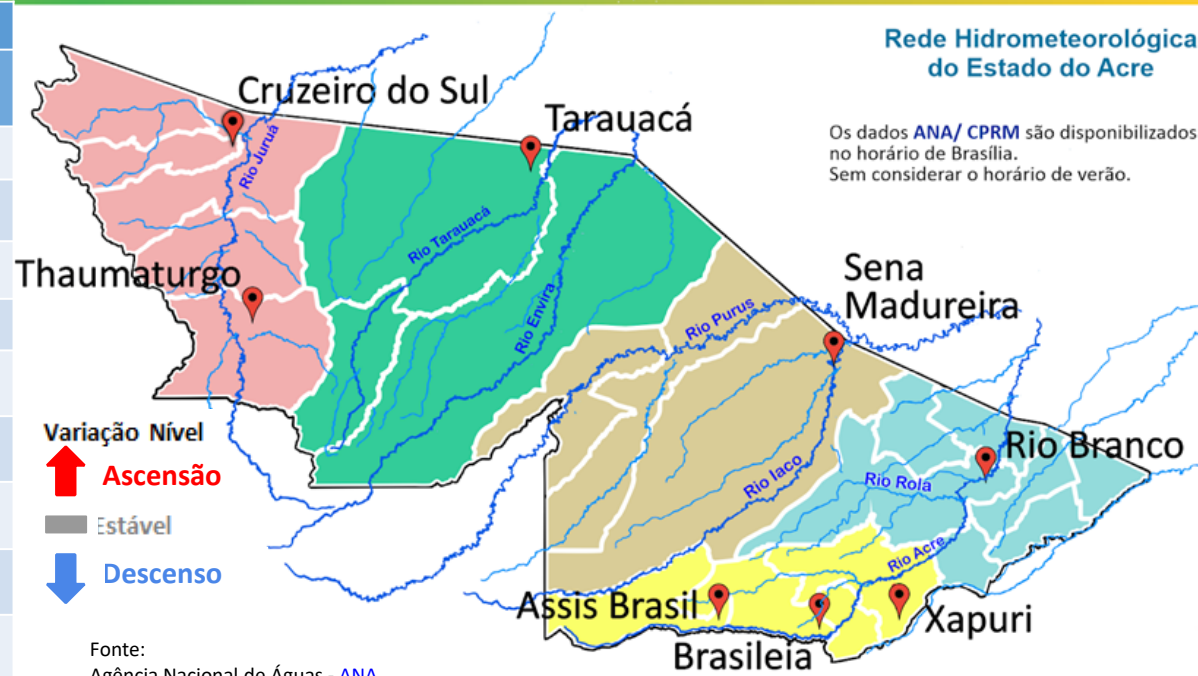 Rede Hidrometeorológica
do Estado do Acre
Os dados ANA/ CPRM são disponibilizados
no horário de Brasília.
Sem considerar o horário de verão.
Cruzeiro do Sul
Tarauacá
Rio Juruá
Rio Tarauacá
Thaumaturgo
Rio Envira
Rio Purus
Sena
Madureira
Variação Nível
Ascensão
Estável
Descenso
Rio Branco
Rio Iaco
Rio Rola
Rio Acre
Assis Brasil
Xapuri
Brasileia
Fonte:
Agência Nacional de Águas - ANA